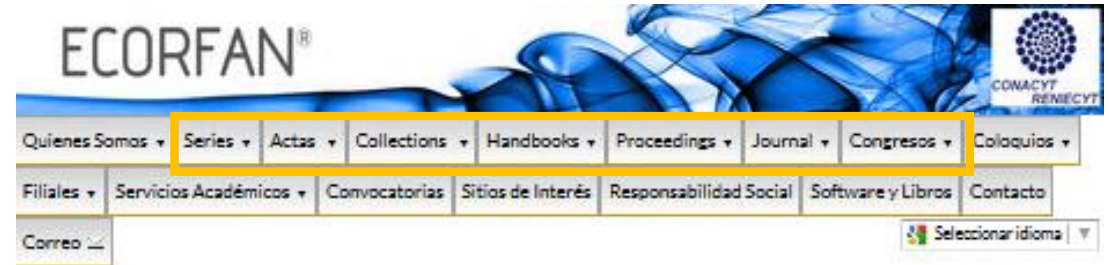 ECORFAN®
CONACYT
RENIECYT
Quienes Somos Series Actas Collections Handbooks Proceedings Journal Congresos Coloquios
Filiales Servicios Académicos Convocatorias Sitios de Interés Responsabilidad Social Software y Libros Contacto
Correo
Seleccionar idioma